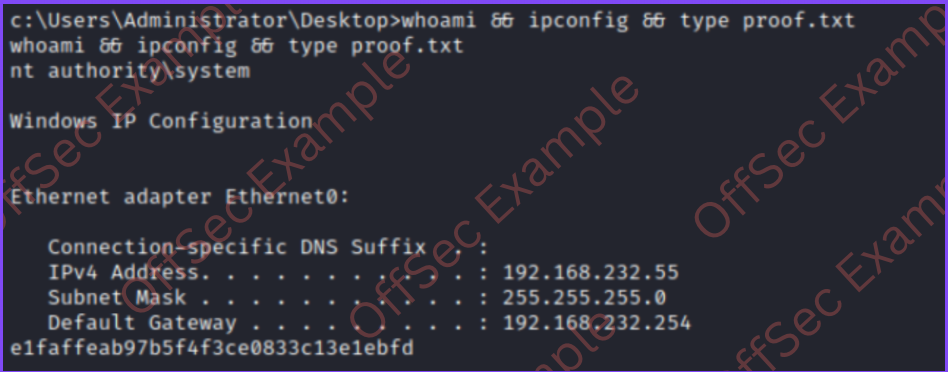 c:\Users\Administrator\Desktop>whoami && ipconfig && type proof.txt
whoami && ipconfig && type proof.txt
nt authority\system
Windows IP Configuration
Ethernet adapter Ethernet0:
Connection-specific DNS Suffix . :
IPv4 Address. . . . . . . . . . . : 192.168.232.55
Subnet Mask . . . . . . . . . . . : 255.255.255.0
Default Gateway . . . . . . . . . : 192.168.232.254
e1faffeab97b5f4f3ce0833c13e1ebfd
OffSec Example
OffSec Example
OffSec Example
OffSec Example
OffSec Example